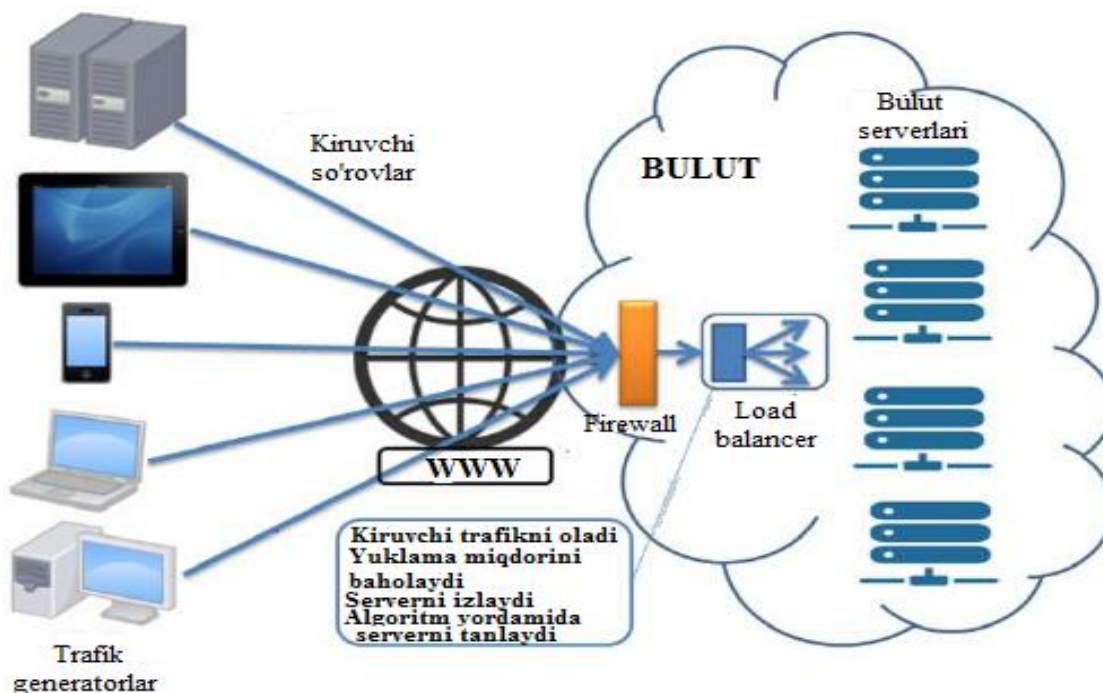 Kiruvchi
so'rovlar
BULUT
Bulut
serverlari
Firewall
Load
balancer
WWW
Kiruvchi trafikni oladi
Yuklama miqdorini
baholaydi
Serverni izlaydi
Algoritm yordamida
serverni tanlaydi
Trafik
generatorlar